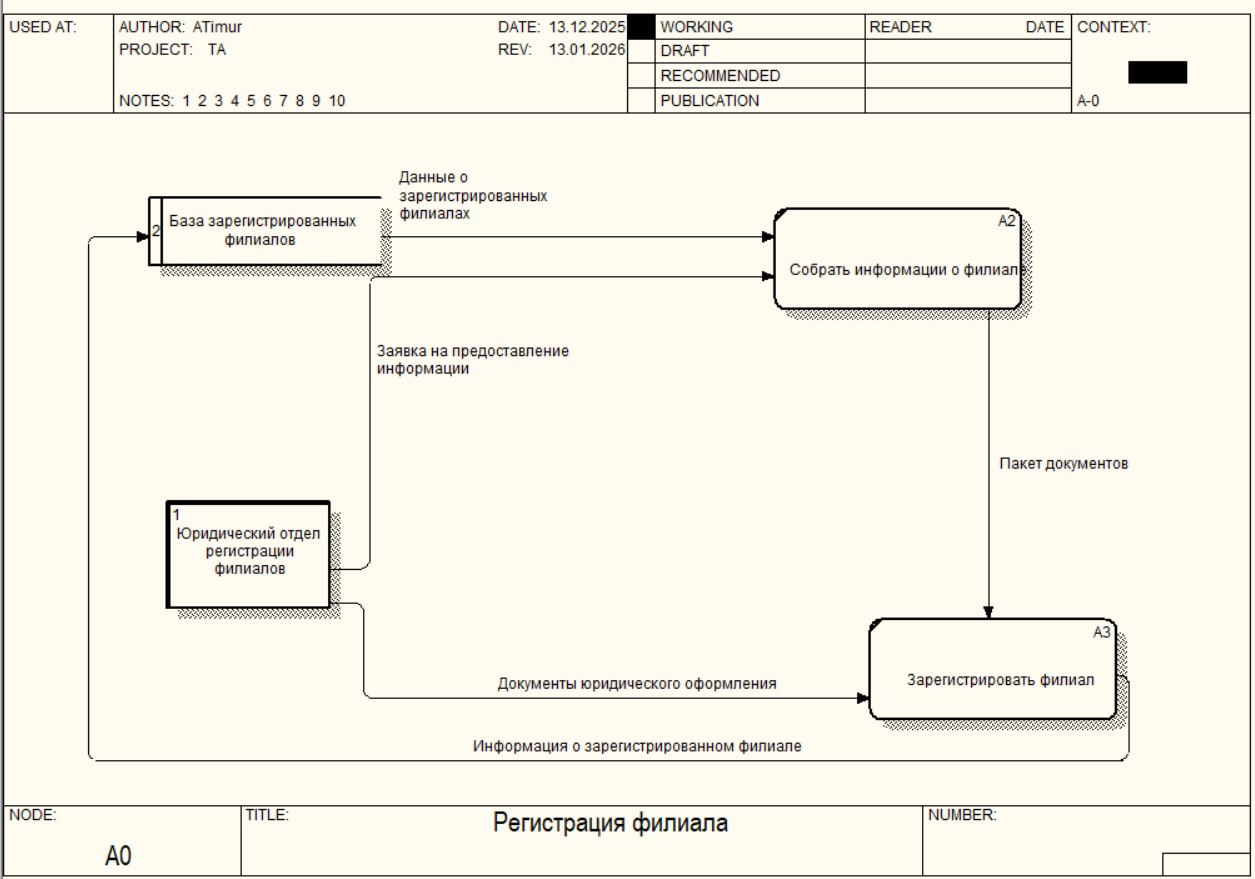 USED AT:
AUTHOR: ATimur
DATE: 13.12.2025
WORKING
READER
DATE
CONTEXT:
PROJECT: TA
REV: 13.01.2026
DRAFT
RECOMMENDED
NOTES: 1 2 3 4 5 6 7 8 9 10
PUBLICATION
A-0
Данные о
зарегистрированных
филиалах
2
База зарегистрированных
филиалов
A2
Собрать информации о филиале
Заявка на предоставление
информации
Пакет документов
1
Юридический отдел
регистрации
филиалов
A3
Зарегистрировать филиал
Документы юридического оформления
Информация о зарегистрированном филиале
NODE:
A0
TITLE:
Регистрация филиала
NUMBER: